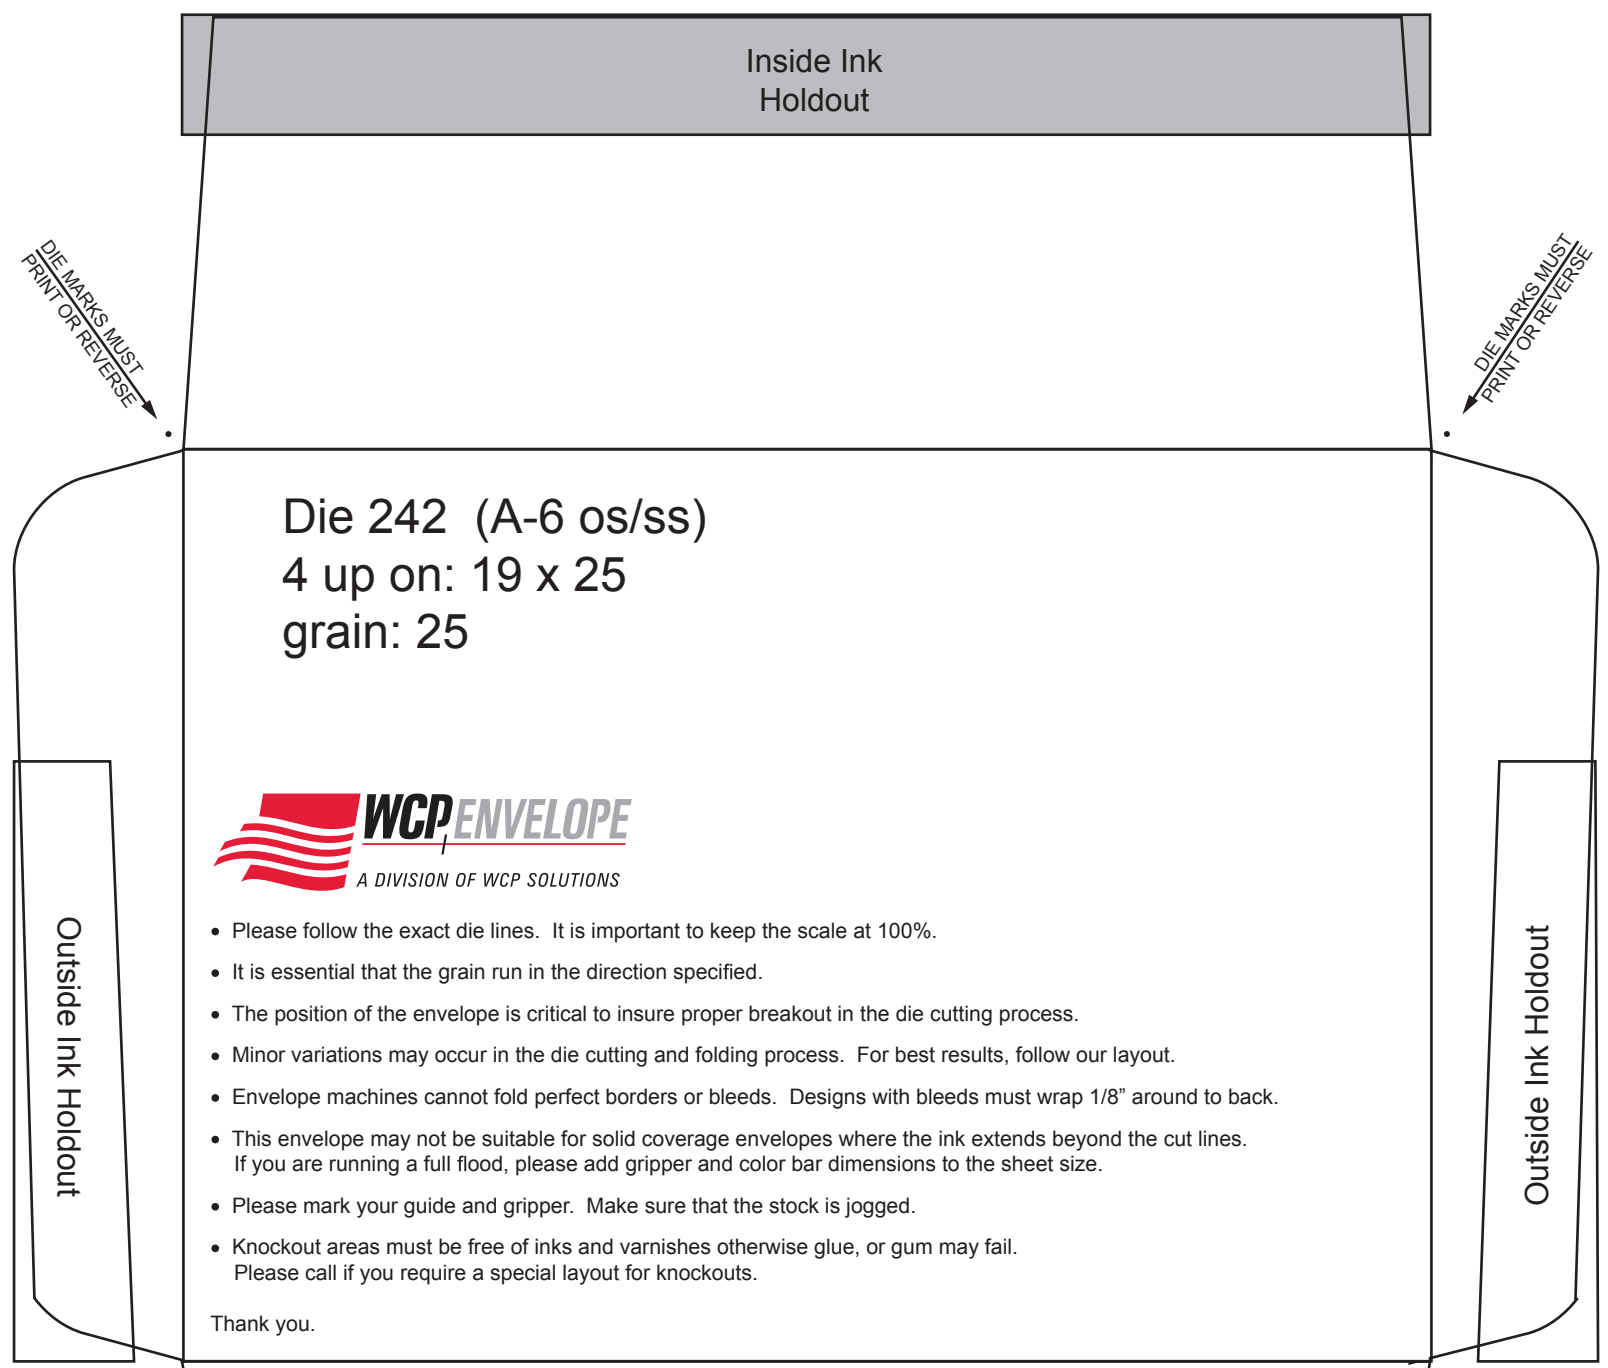 Inside Ink
Holdout
DIE MARKS MUST
PRINT OR REVERSE
DIE MARKS MUST
PRINT OR REVERSE
Die 242  (A-6 os/ss)
4 up on: 19 x 25
grain: 25
WCP ENVELOPE
A DIVISION OF WCP SOLUTIONS
Outside Ink Holdout
Outside Ink Holdout
• Please follow the exact die lines.  It is important to keep the scale at 100%.
• It is essential that the grain run in the direction specified.
• The position of the envelope is critical to insure proper breakout in the die cutting process.
• Minor variations may occur in the die cutting and folding process.  For best results, follow our layout.
• Envelope machines cannot fold perfect borders or bleeds.  Designs with bleeds must wrap 1/8” around to back.
• This envelope may not be suitable for solid coverage envelopes where the ink extends beyond the cut lines.
If you are running a full flood, please add gripper and color bar dimensions to the sheet size.
• Please mark your guide and gripper.  Make sure that the stock is jogged.
• Knockout areas must be free of inks and varnishes otherwise glue, or gum may fail.
Please call if you require a special layout for knockouts.
Thank you.